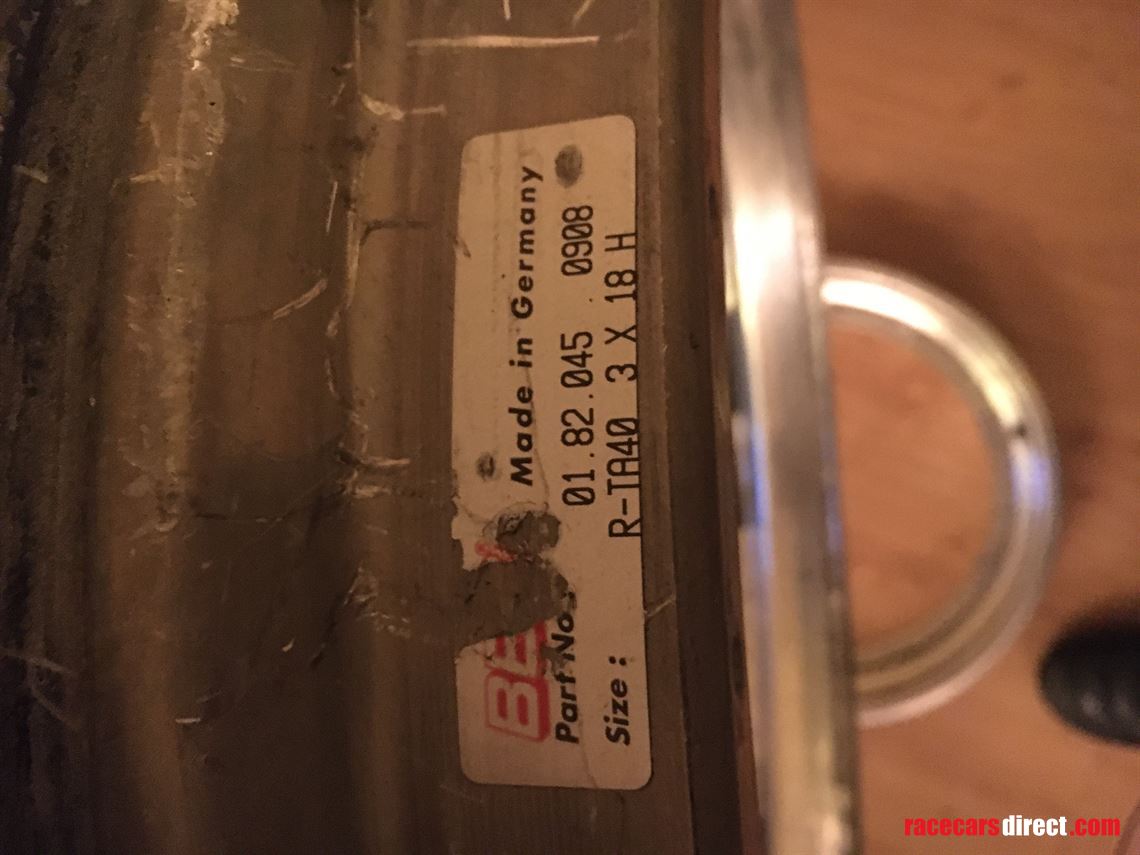 Made in Germany
Part No. 01.82.045 0908
Size: R-TA40 3 X 18 H
racecarsdirect.com